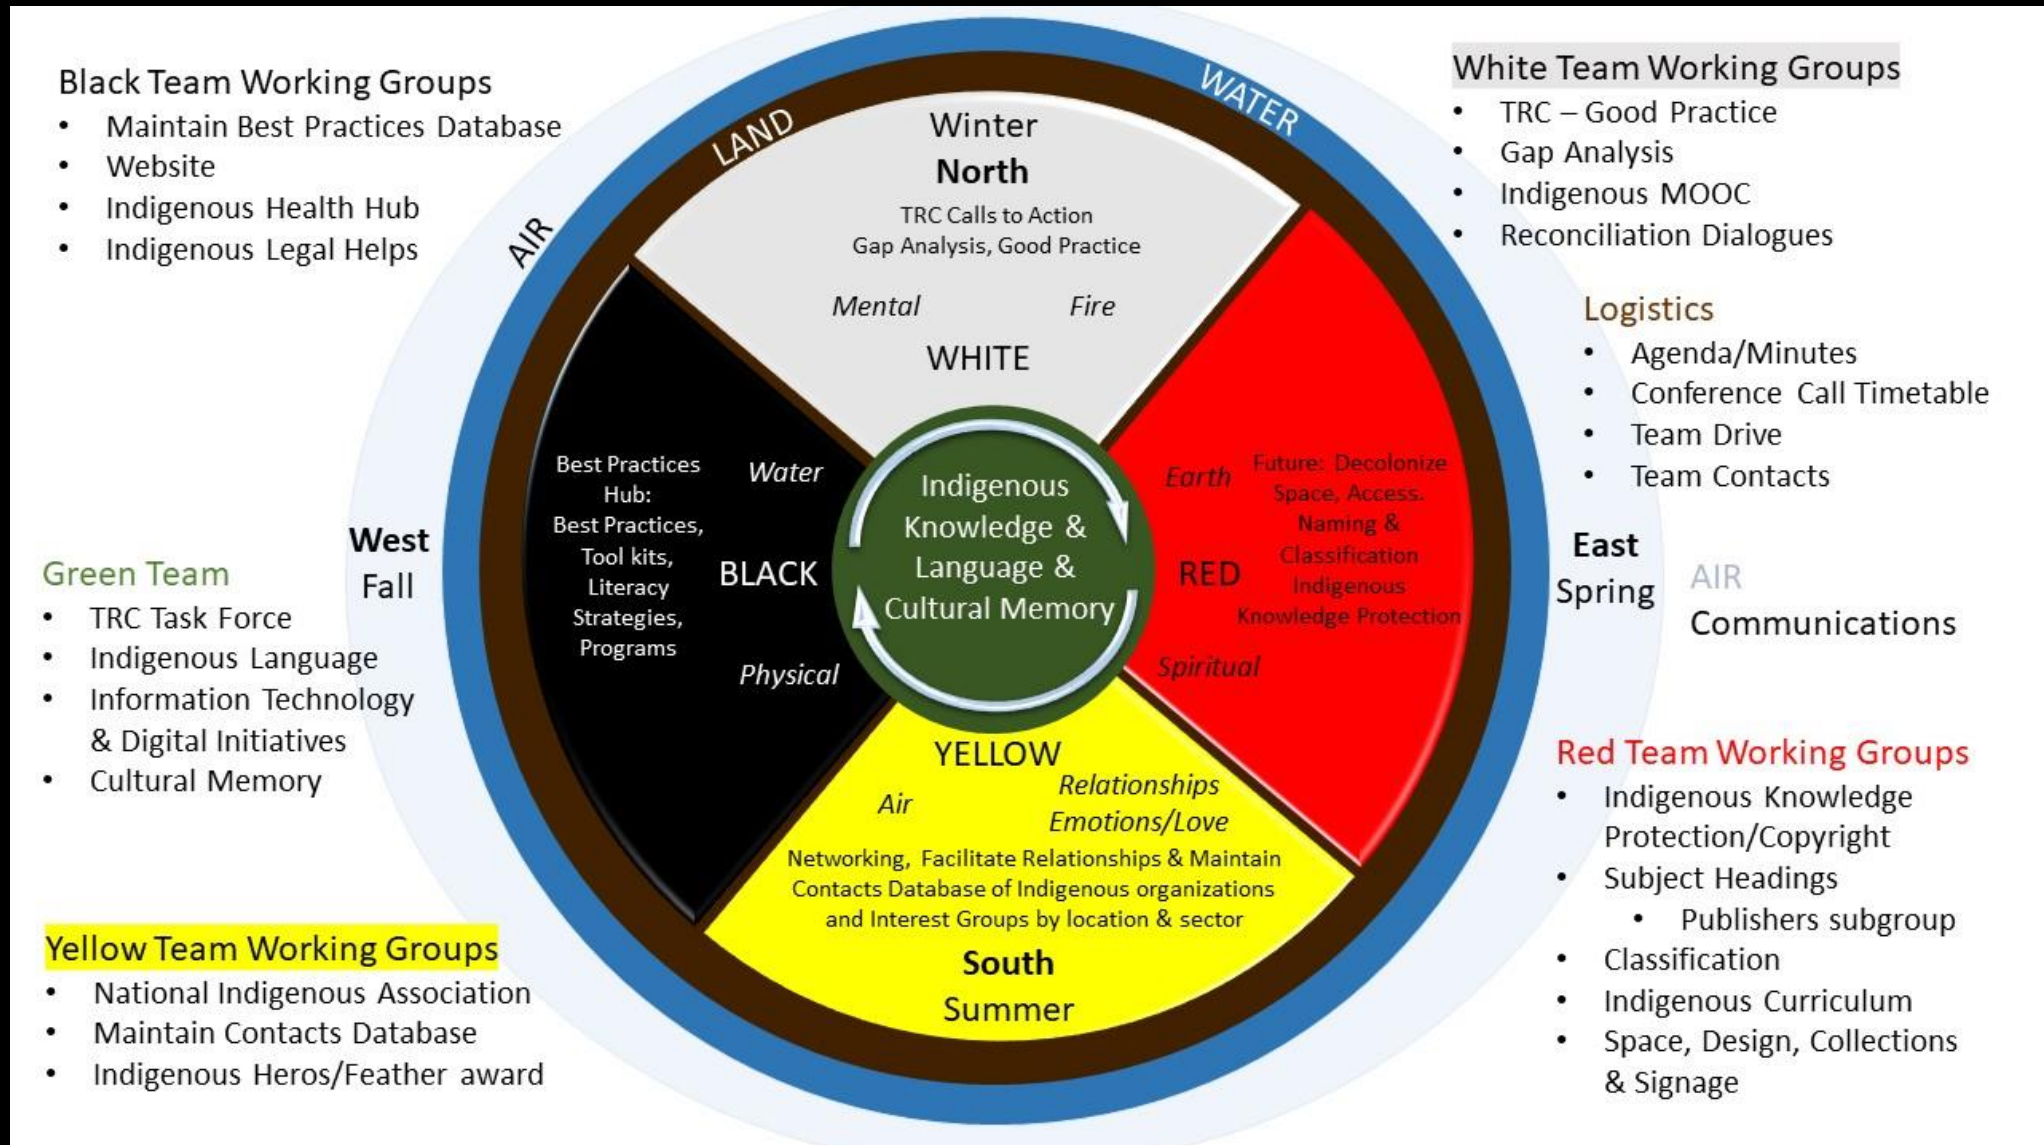 Black Team Working Groups
• Maintain Best Practices Database
• Website
• Indigenous Health Hub
• Indigenous Legal Helps
AIR
LAND
WATER
Winter
North
TRC Calls to Action
Gap Analysis, Good Practice
Mental
Fire
WHITE
White Team Working Groups
• TRC – Good Practice
• Gap Analysis
• Indigenous MOOC
• Reconciliation Dialogues
Logistics
• Agenda/Minutes
• Conference Call Timetable
• Team Drive
• Team Contacts
West
Fall
Best Practices
Hub:
Best Practices,
Tool kits,
Literacy
Strategies,
Programs
Water
BLACK
Physical
Indigenous
Knowledge &
Language &
Cultural Memory
Earth
RED
Spiritual
Future: Decolonize
Space, Access.
Naming &
Classification
Indigenous
Knowledge Protection
East
Spring
AIR
Communications
Green Team
• TRC Task Force
• Indigenous Language
• Information Technology
& Digital Initiatives
• Cultural Memory
YELLOW
Air
Relationships
Emotions/Love
Networking, Facilitate Relationships & Maintain
Contacts Database of Indigenous organizations
and Interest Groups by location & sector
South
Summer
Yellow Team Working Groups
• National Indigenous Association
• Maintain Contacts Database
• Indigenous Heros/Feather award
Red Team Working Groups
• Indigenous Knowledge
Protection/Copyright
• Subject Headings
• Publishers subgroup
• Classification
• Indigenous Curriculum
• Space, Design, Collections
& Signage